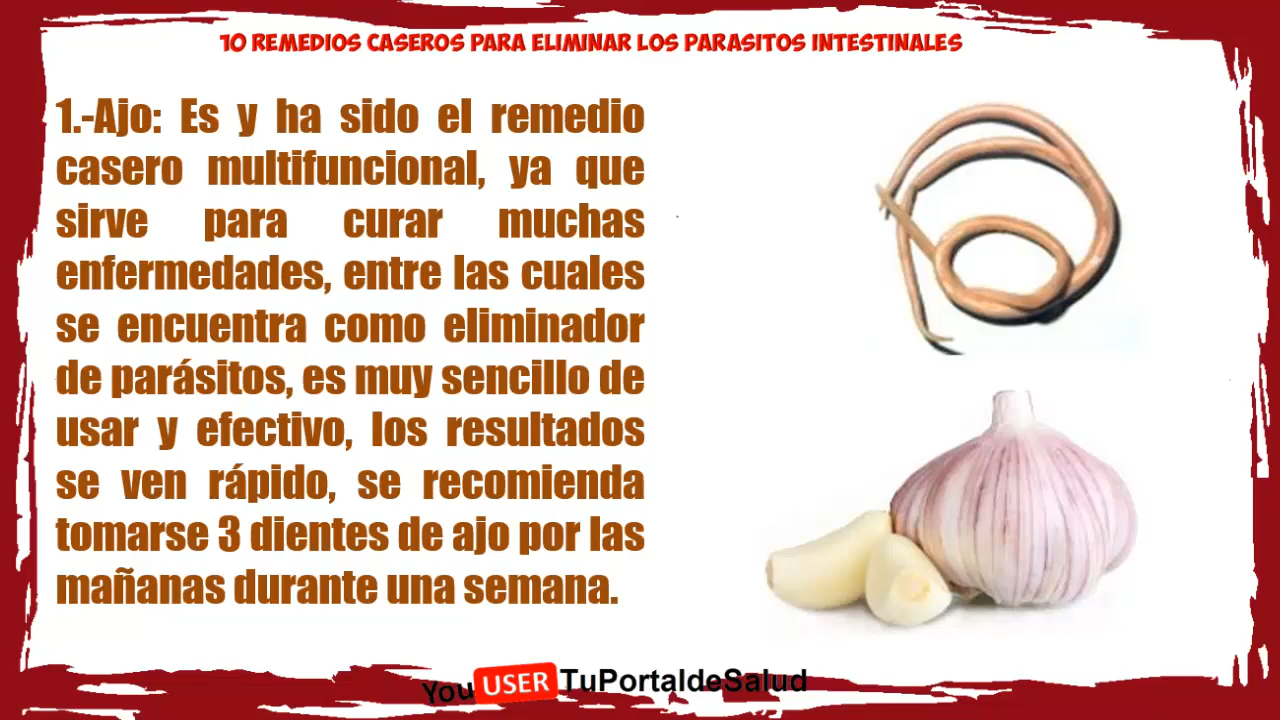 10 REMEDIOS CASEROS PARA ELIMINAR LOS PARASITOS INTESTINALES
1.-Ajo: Es y ha sido el remedio
casero multifuncional, ya que
sirve para curar muchas
enfermedades, entre las cuales
se encuentra como eliminador
de parásitos, es muy sencillo de
usar y efectivo, los resultados
se ven rápido, se recomienda
tomarse 3 dientes de ajo por las
mañanas durante una semana.
You USER TuPortaldeSalud